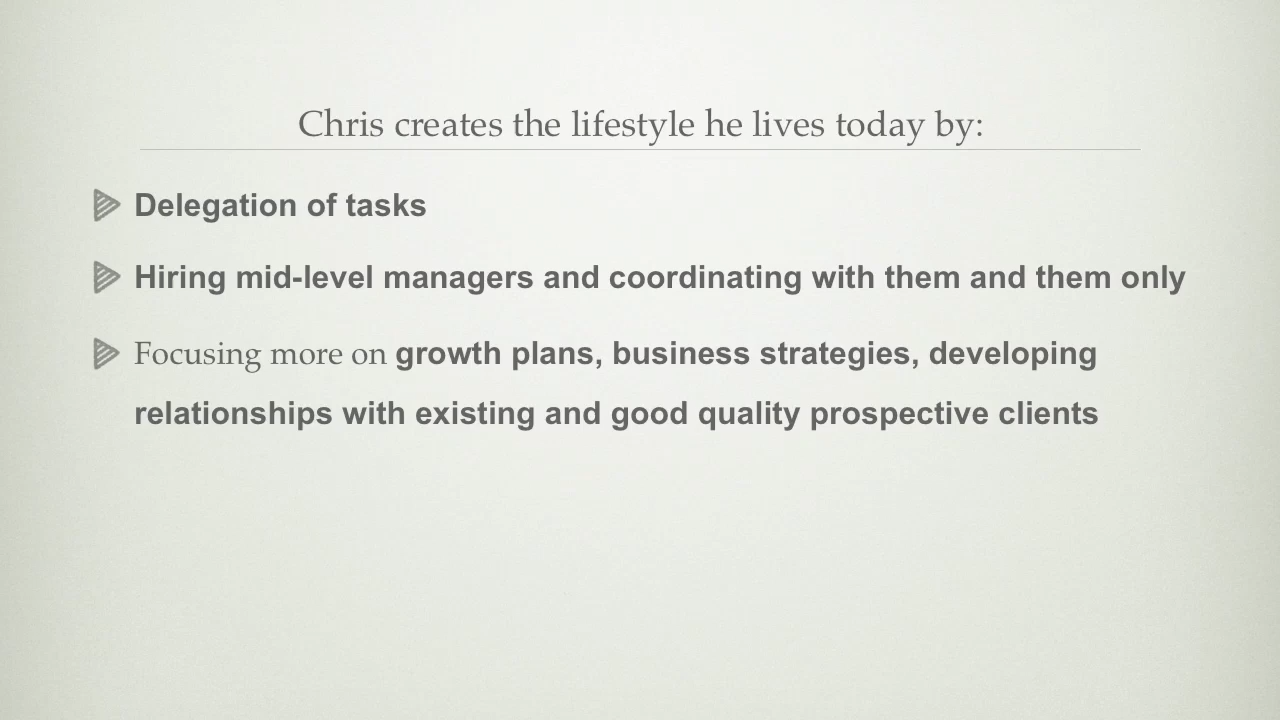 Chris creates the lifestyle he lives today by:
Delegation of tasks
Hiring mid-level managers and coordinating with them and them only
Focusing more on growth plans, business strategies, developing
relationships with existing and good quality prospective clients